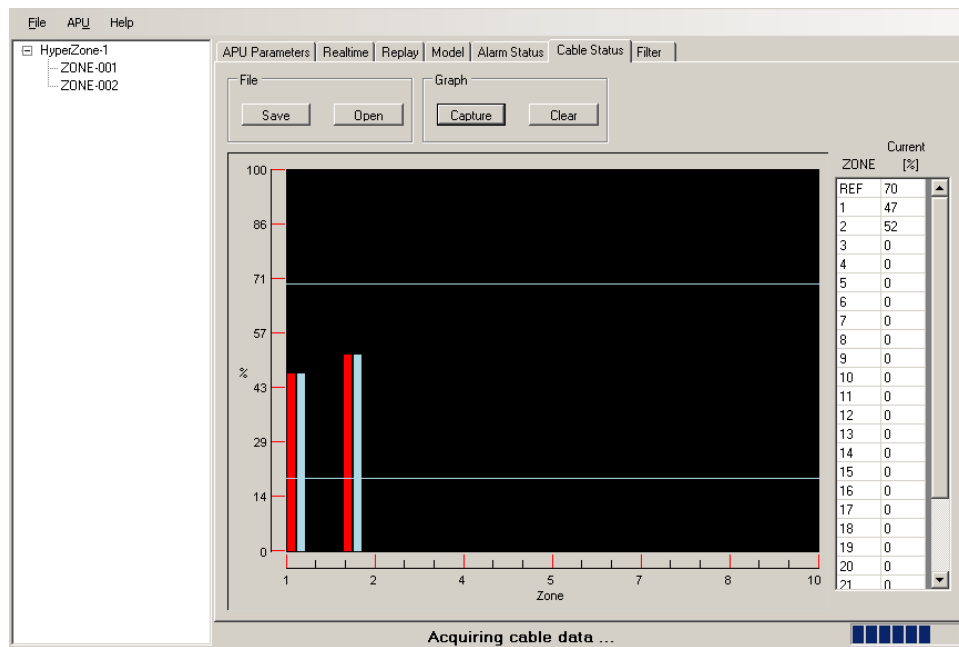 File APU Help
HyperZone-1
ZONE-001
ZONE-002
APU Parameters Realtime Replay Model Alarm Status Cable Status Filter
File
Save Open
Graph
Capture Clear
100
86
71
57
%
43
29
14
0
1 2 4 5 7 8 10
Zone
Current
ZONE [%]
REF 70
1 47
2 52
3 0
4 0
5 0
6 0
7 0
8 0
9 0
10 0
11 0
12 0
13 0
14 0
15 0
16 0
17 0
18 0
19 0
20 0
21 0
Acquiring cable data ...